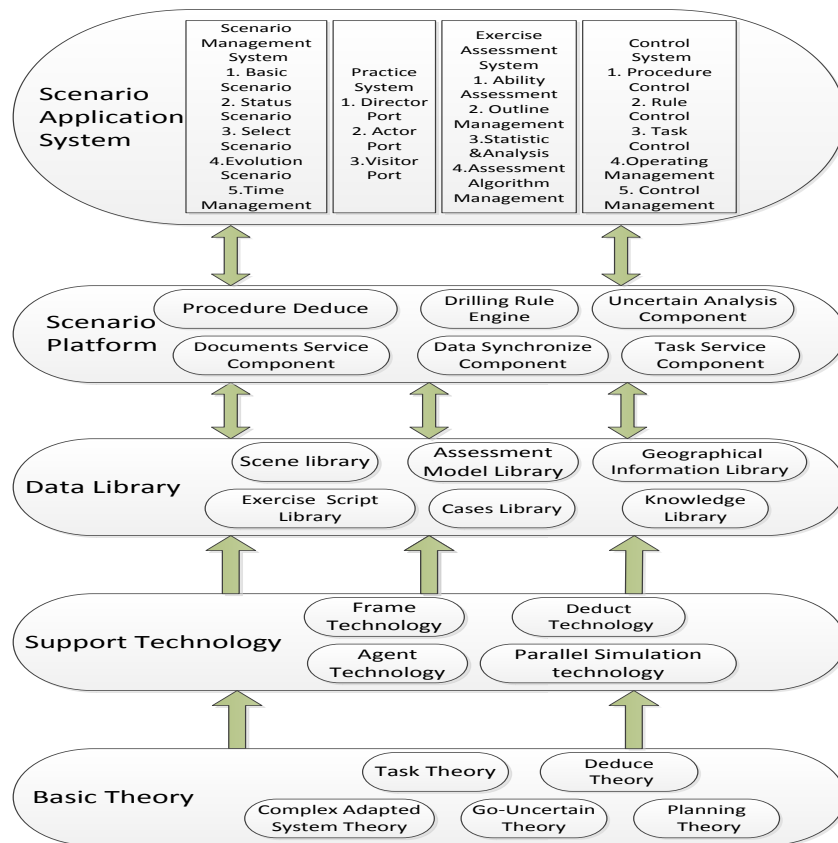 Scenario
Application
System
Scenario
Management
System
1. Basic
Scenario
2. Status
Scenario
3. Select
Scenario
4.Evolution
Scenario
5.Time
Management
Practice
System
1. Director
Port
2. Actor
Port
3.Visitor
Port
Exercise
Assessment
System
1. Ability
Assessment
2. Outline
Management
3.Statistic
&Analysis
4.Assessment
Algorithm
Management
Control
System
1. Procedure
Control
2. Rule
Control
3. Task
Control
4.Operating
Management
5. Control
Management
Scenario
Platform
Procedure Deduce
Drilling Rule
Engine
Uncertain Analysis
Component
Documents Service
Component
Data Synchronize
Component
Task Service
Component
Data Library
Scene library
Assessment
Model Library
Geographical
Information Library
Exercise Script
Library
Cases Library
Knowledge
Library
Support Technology
Frame
Technology
Deduct
Technology
Agent
Technology
Parallel Simulation
technology
Basic Theory
Task Theory
Deduce
Theory
Complex Adapted
System Theory
Go-Uncertain
Theory
Planning
Theory